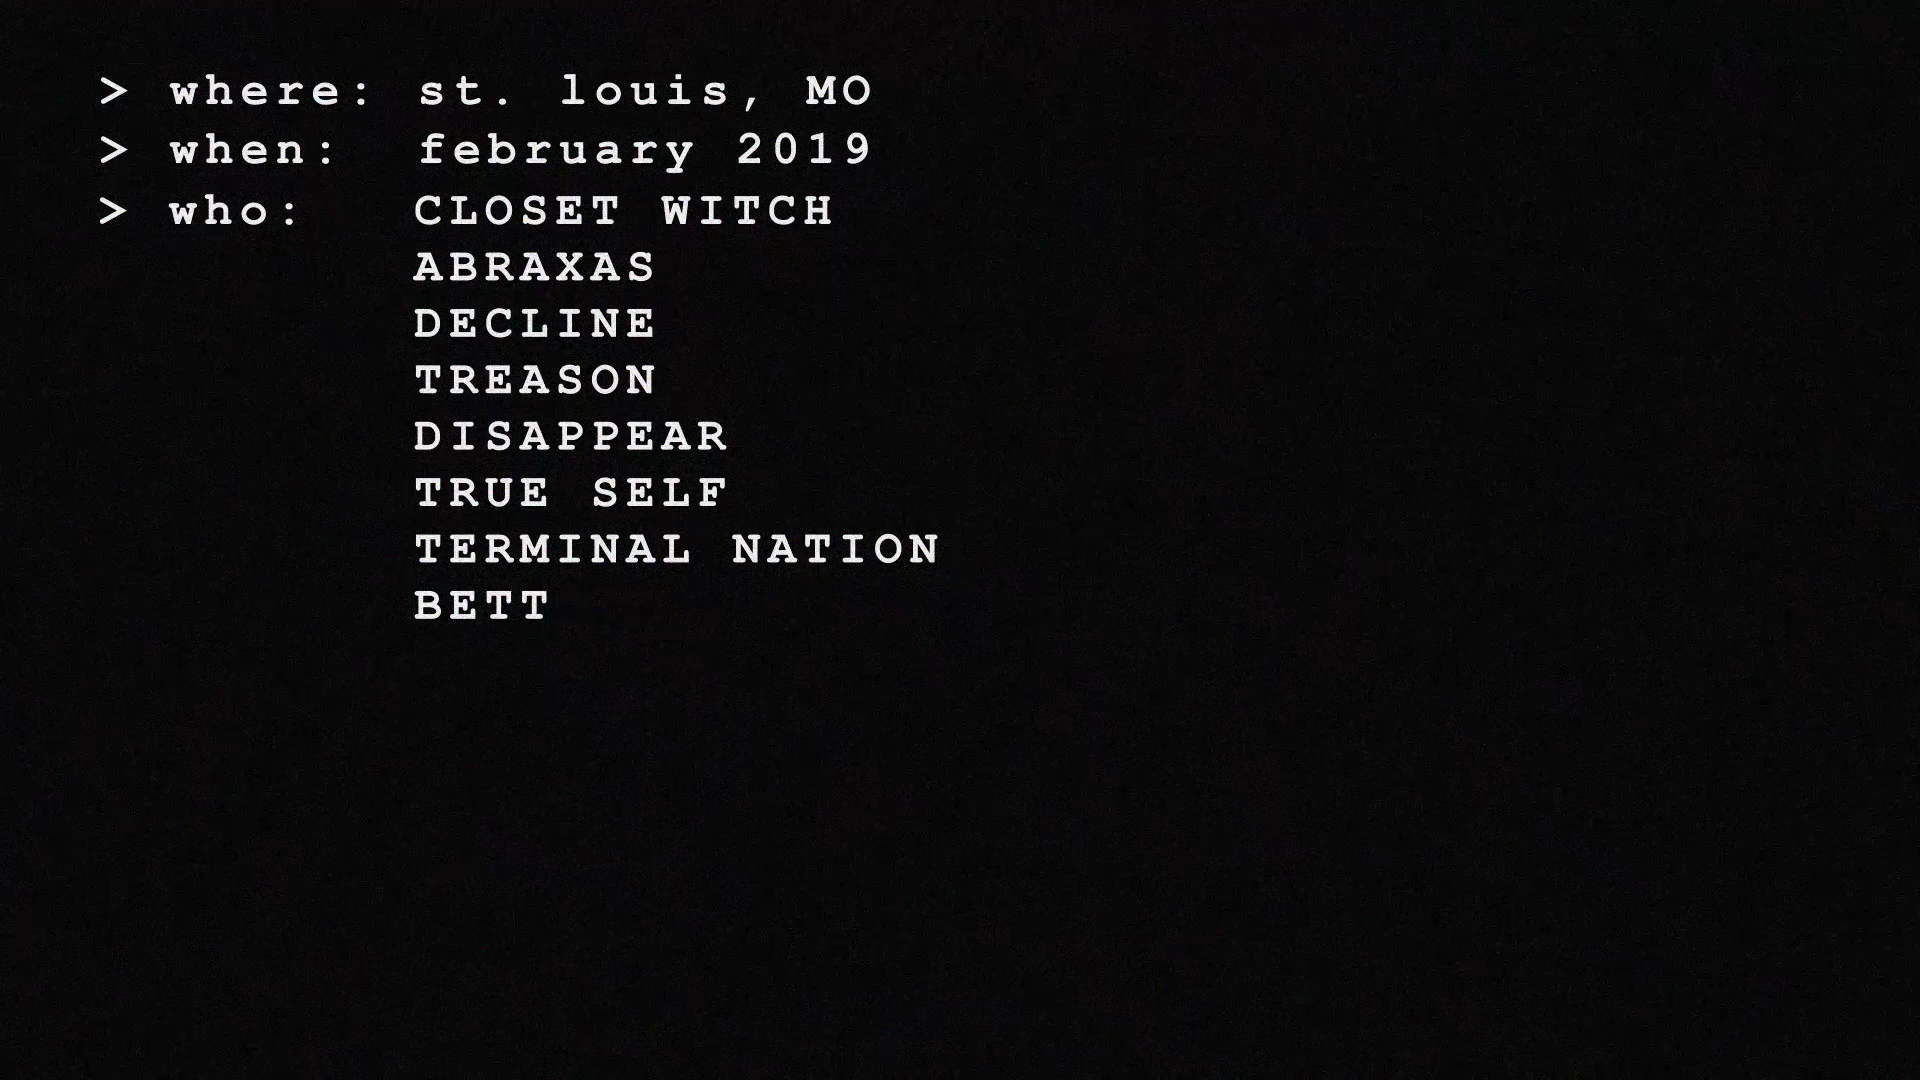 > where: st. louis, MO
> when: february 2019
> who: CLOSET WITCH
ABRAXAS
DECLINE
TREASON
DISAPPEAR
TRUE SELF
TERMINAL NATION
BETT